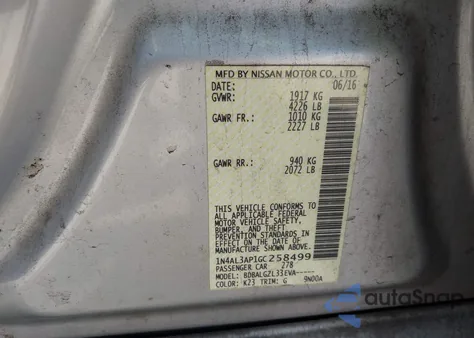 MFD BY NISSAN MOTOR CO., LTD.
DATE: 06/16
GVWR: 1917 KG
4226 LB
GAWR FR.: 1010 KG
2227 LB
GAWR RR.: 940 KG
2072 LB
THIS VEHICLE CONFORMS TO
ALL APPLICABLE FEDERAL
MOTOR VEHICLE SAFETY,
BUMPER, AND THEFT
PREVENTION STANDARDS IN
EFFECT ON THE DATE OF
MANUFACTURE SHOWN ABOVE.
1N4AL3AP1GC258499
PASSENGER CAR 278
MODEL: BDBALGZL33EVA-----
COLOR: K23 TRIM: G 9N00A
autoSnap